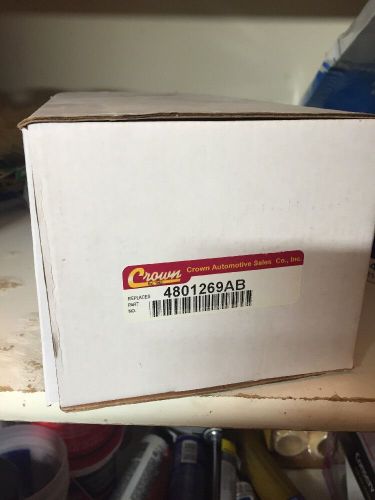 Crown
Crown Automotive Sales Co., Inc.
REPLACES
PART
NO.
4801269AB